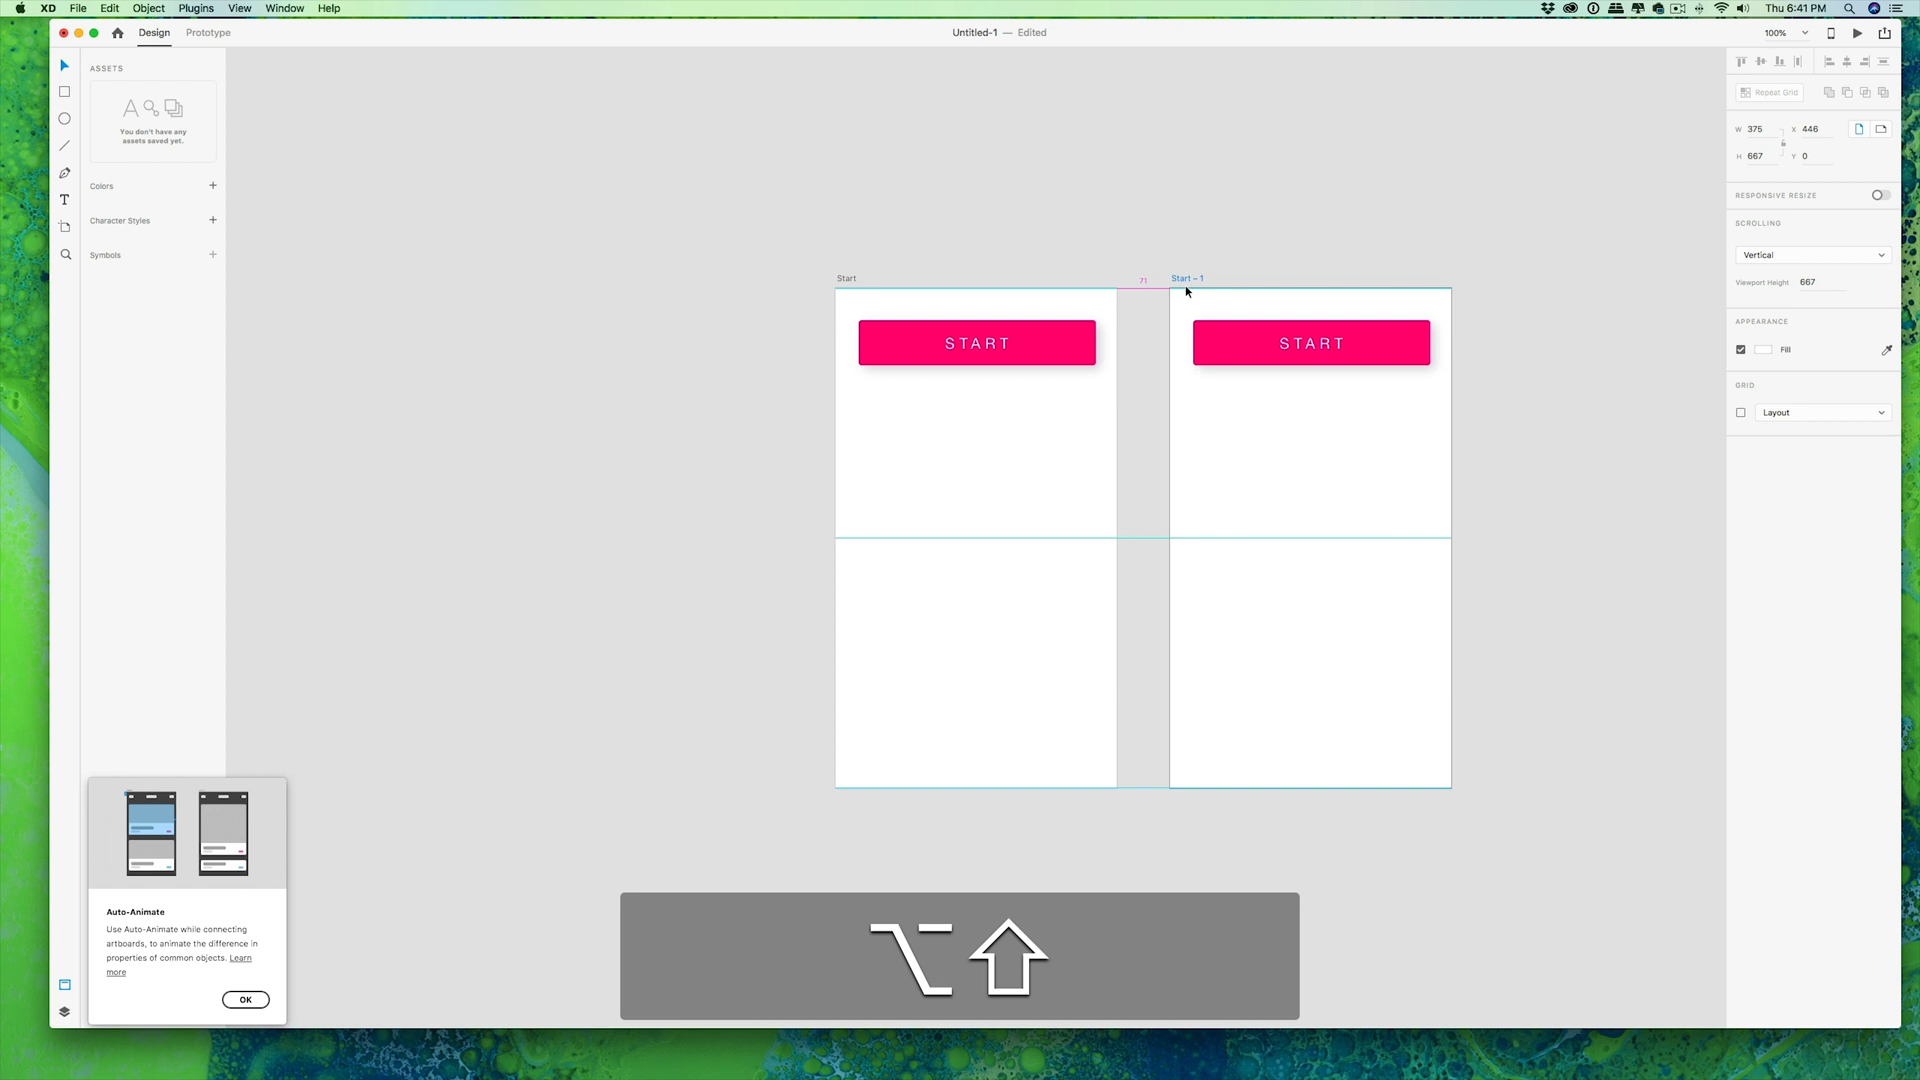 XD File Edit Object Plugins View Window Help
Thu 6:41 PM
Design Prototype
Untitled-1 — Edited
100%
ASSETS
You don't have any
assets saved yet.
Colors +
Character Styles +
Symbols +
Start
71
Start – 1
START
START
Repeat Grid
W 375 X 446
H 667 Y 0
RESPONSIVE RESIZE
SCROLLING
Vertical
Viewport Height 667
APPEARANCE
Fill
GRID
Layout
Auto-Animate
Use Auto-Animate while connecting
artboards, to animate the difference in
properties of common objects. Learn
more
OK